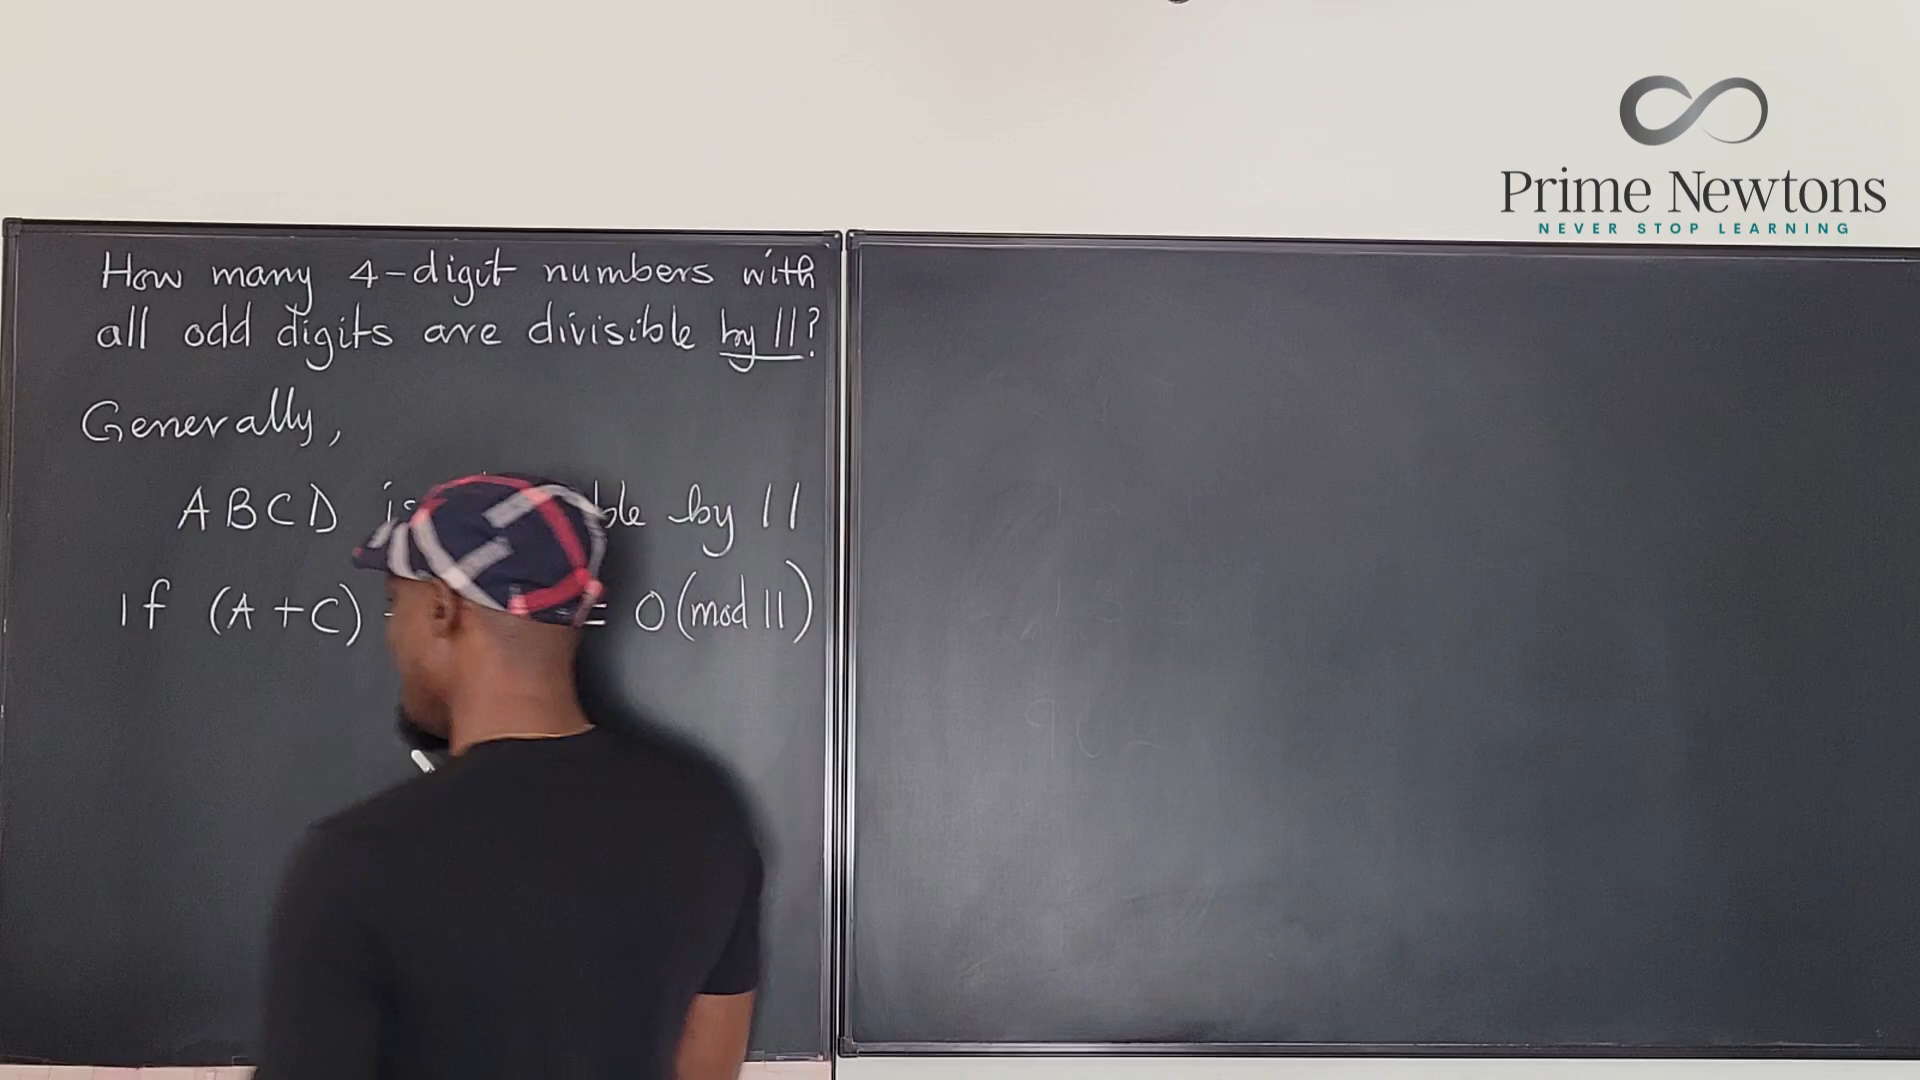 Prime Newtons
NEVER STOP LEARNING
How many 4-digit numbers with
all odd digits are divisible by 11?
Generally,
ABCD by 11
If (A+C) 0(mod 11)